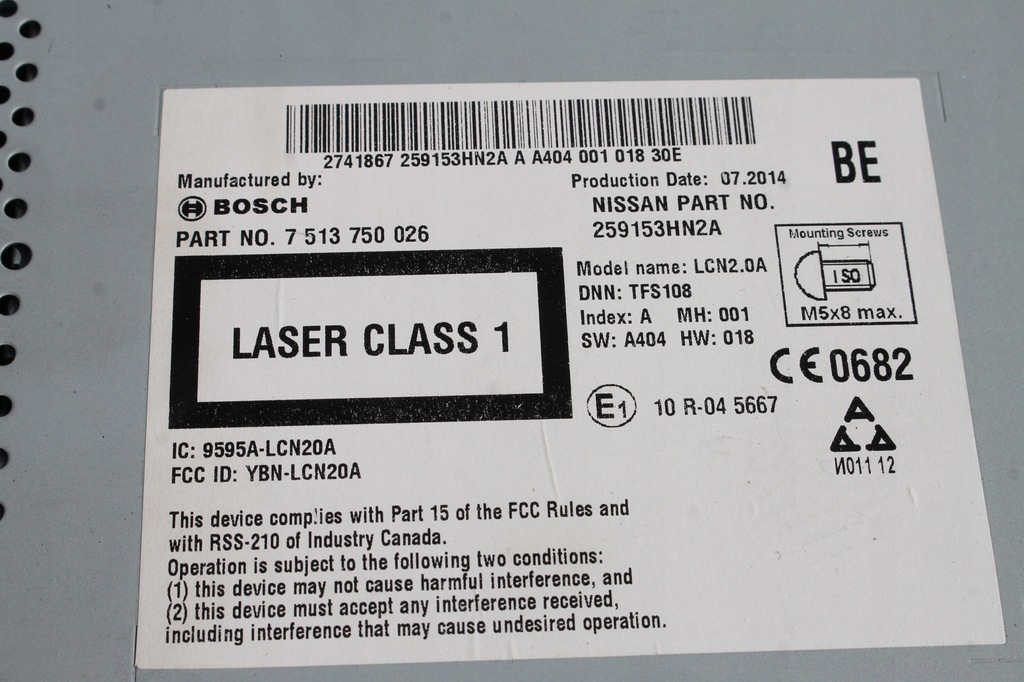 2741867 259153HN2A A A404 001 018 30E
Manufactured by:
BOSCH
PART NO. 7 513 750 026
Production Date: 07.2014
NISSAN PART NO.
259153HN2A
BE
Mounting Screws
ISO
M5x8 max.
LASER CLASS 1
Model name: LCN2.0A
DNN: TFS108
Index: A MH: 001
SW: A404 HW: 018
CE0682
E1 10 R-04 5667
И011 12
IC: 9595A-LCN20A
FCC ID: YBN-LCN20A
This device complies with Part 15 of the FCC Rules and
with RSS-210 of Industry Canada.
Operation is subject to the following two conditions:
(1) this device may not cause harmful interference, and
(2) this device must accept any interference received,
including interference that may cause undesired operation.